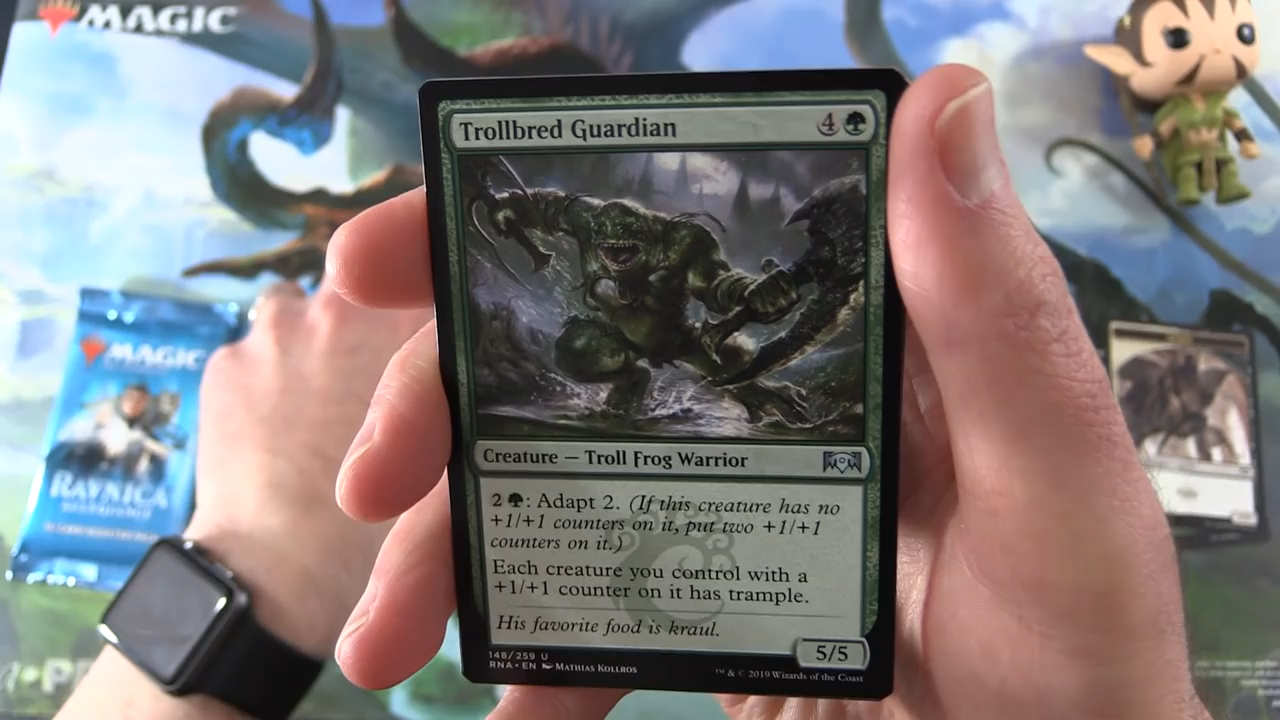 MAGIC
Trollbred Guardian 4
Creature — Troll Frog Warrior
2 : Adapt 2. (If this creature has no
+1/+1 counters on it, put two +1/+1
counters on it.)
Each creature you control with a
+1/+1 counter on it has trample.
His favorite food is kraul.
5/5
148/259 U
RNA • EN Mathias Kollros
™ & © 2019 Wizards of the Coast
MAGIC
RAVNICA
ALLEGIANCE